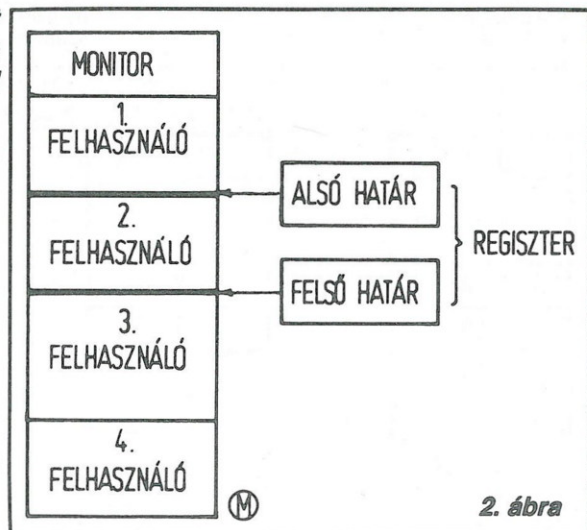 MONITOR
1.
FELHASZNÁLÓ
2.
FELHASZNÁLÓ
3.
FELHASZNÁLÓ
4.
FELHASZNÁLÓ
ALSÓ HATÁR
FELSŐ HATÁR
REGISZTER
M
2. ábra